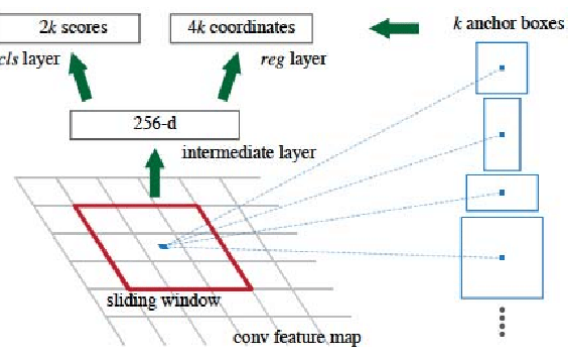 2k scores
4k coordinates
k anchor boxes
cls layer
reg layer
256-d
intermediate layer
sliding window
conv feature map